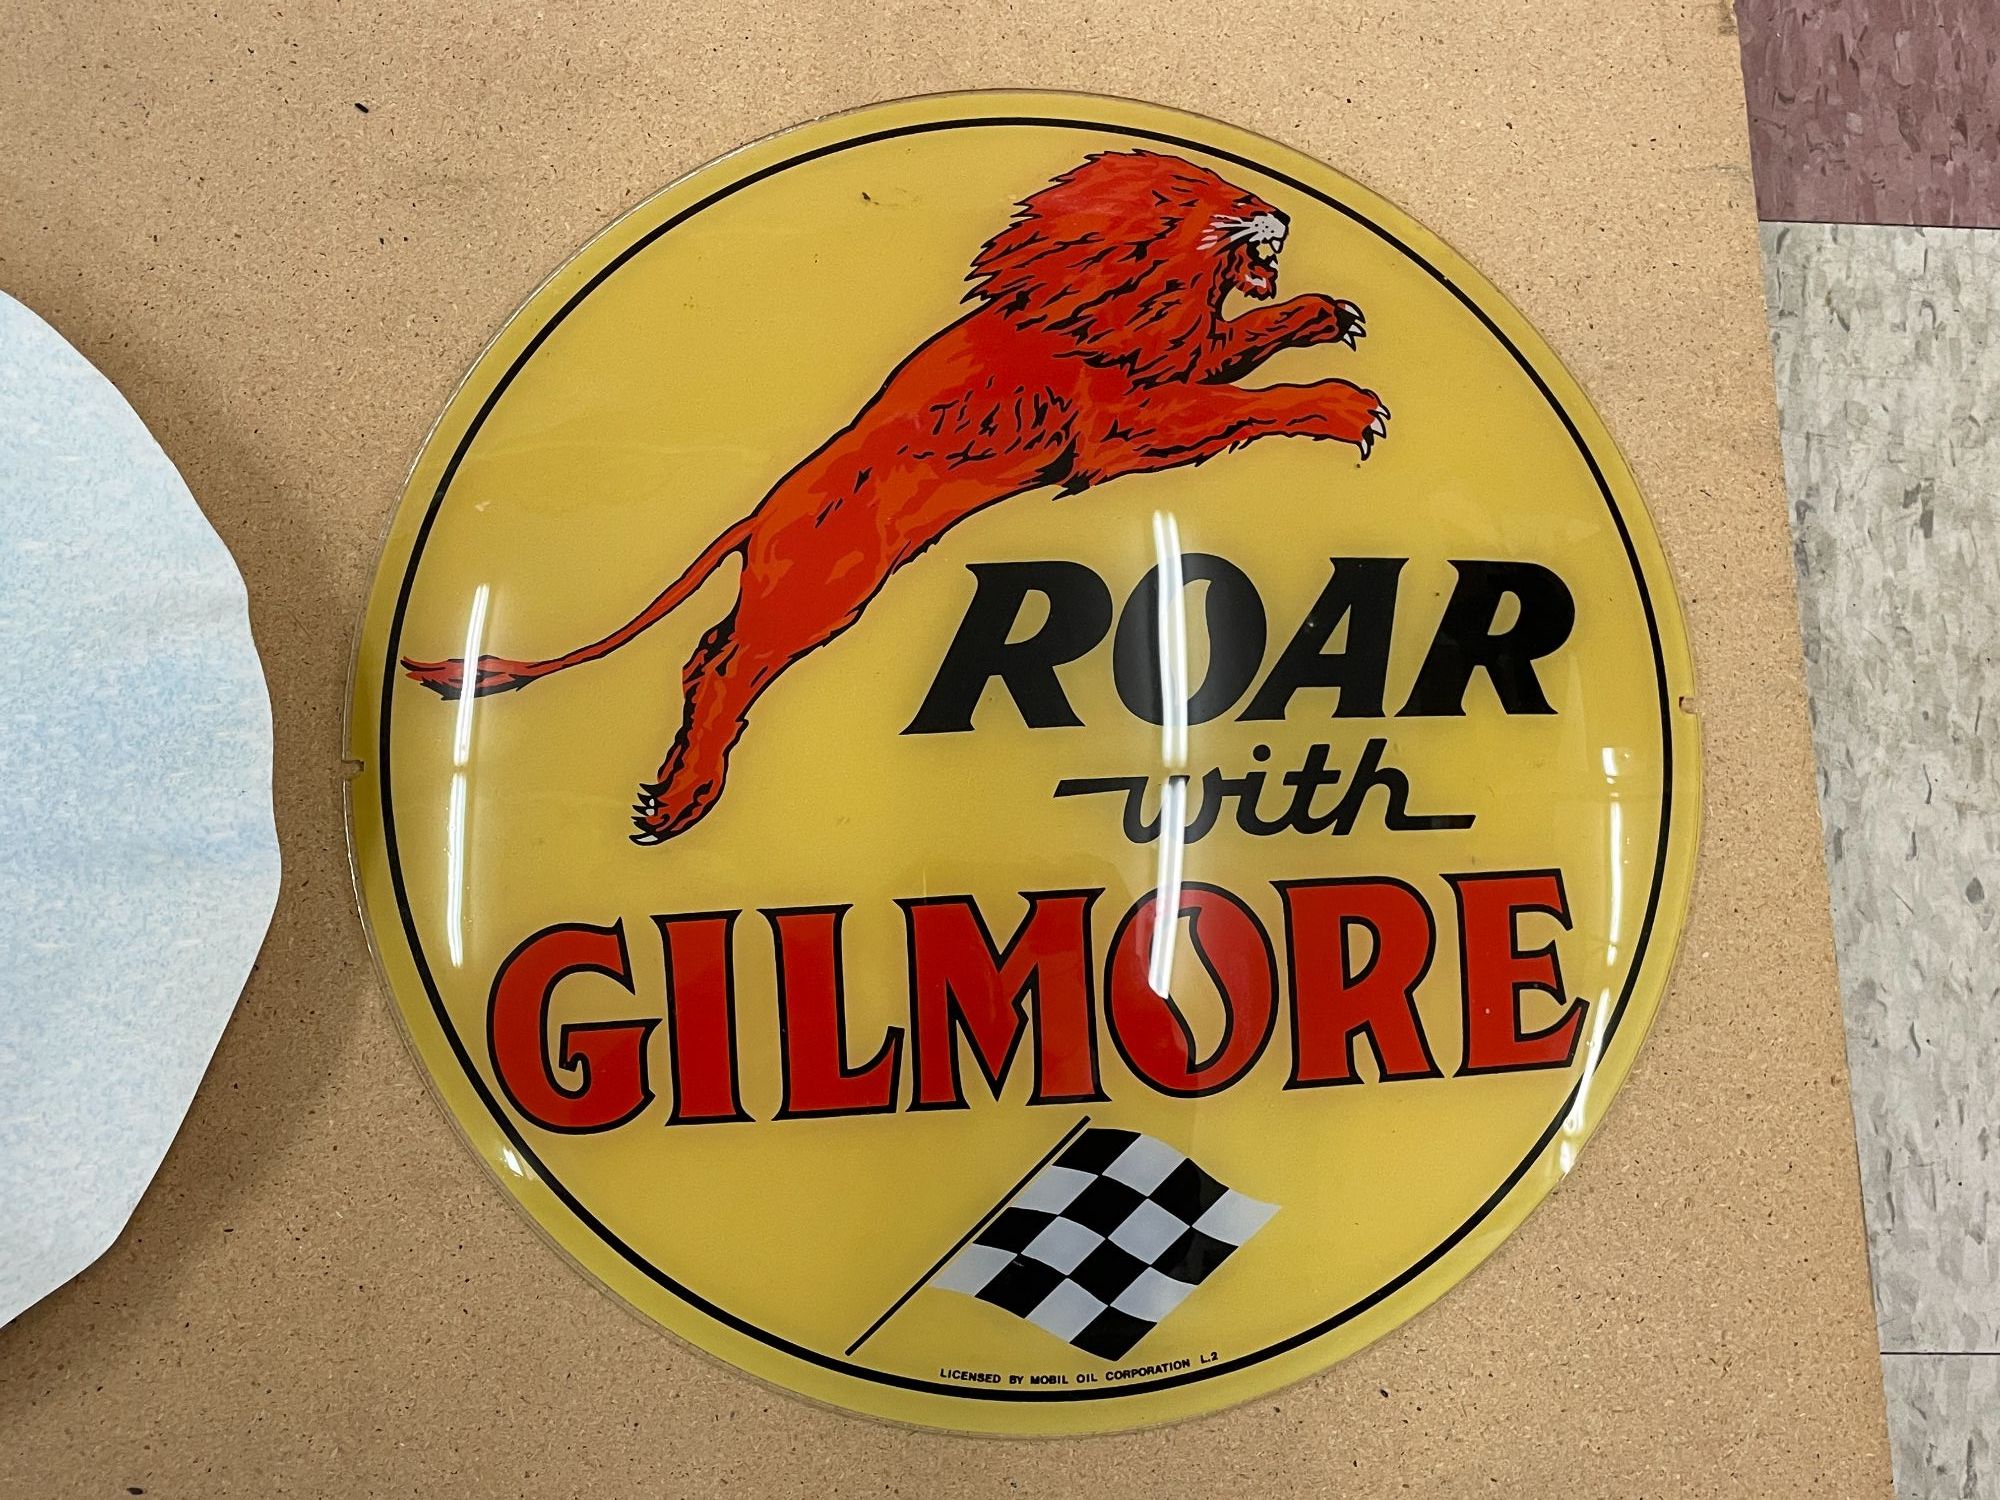 ROAR
with
GILMORE
LICENSED BY MOBIL OIL CORPORATION L.2